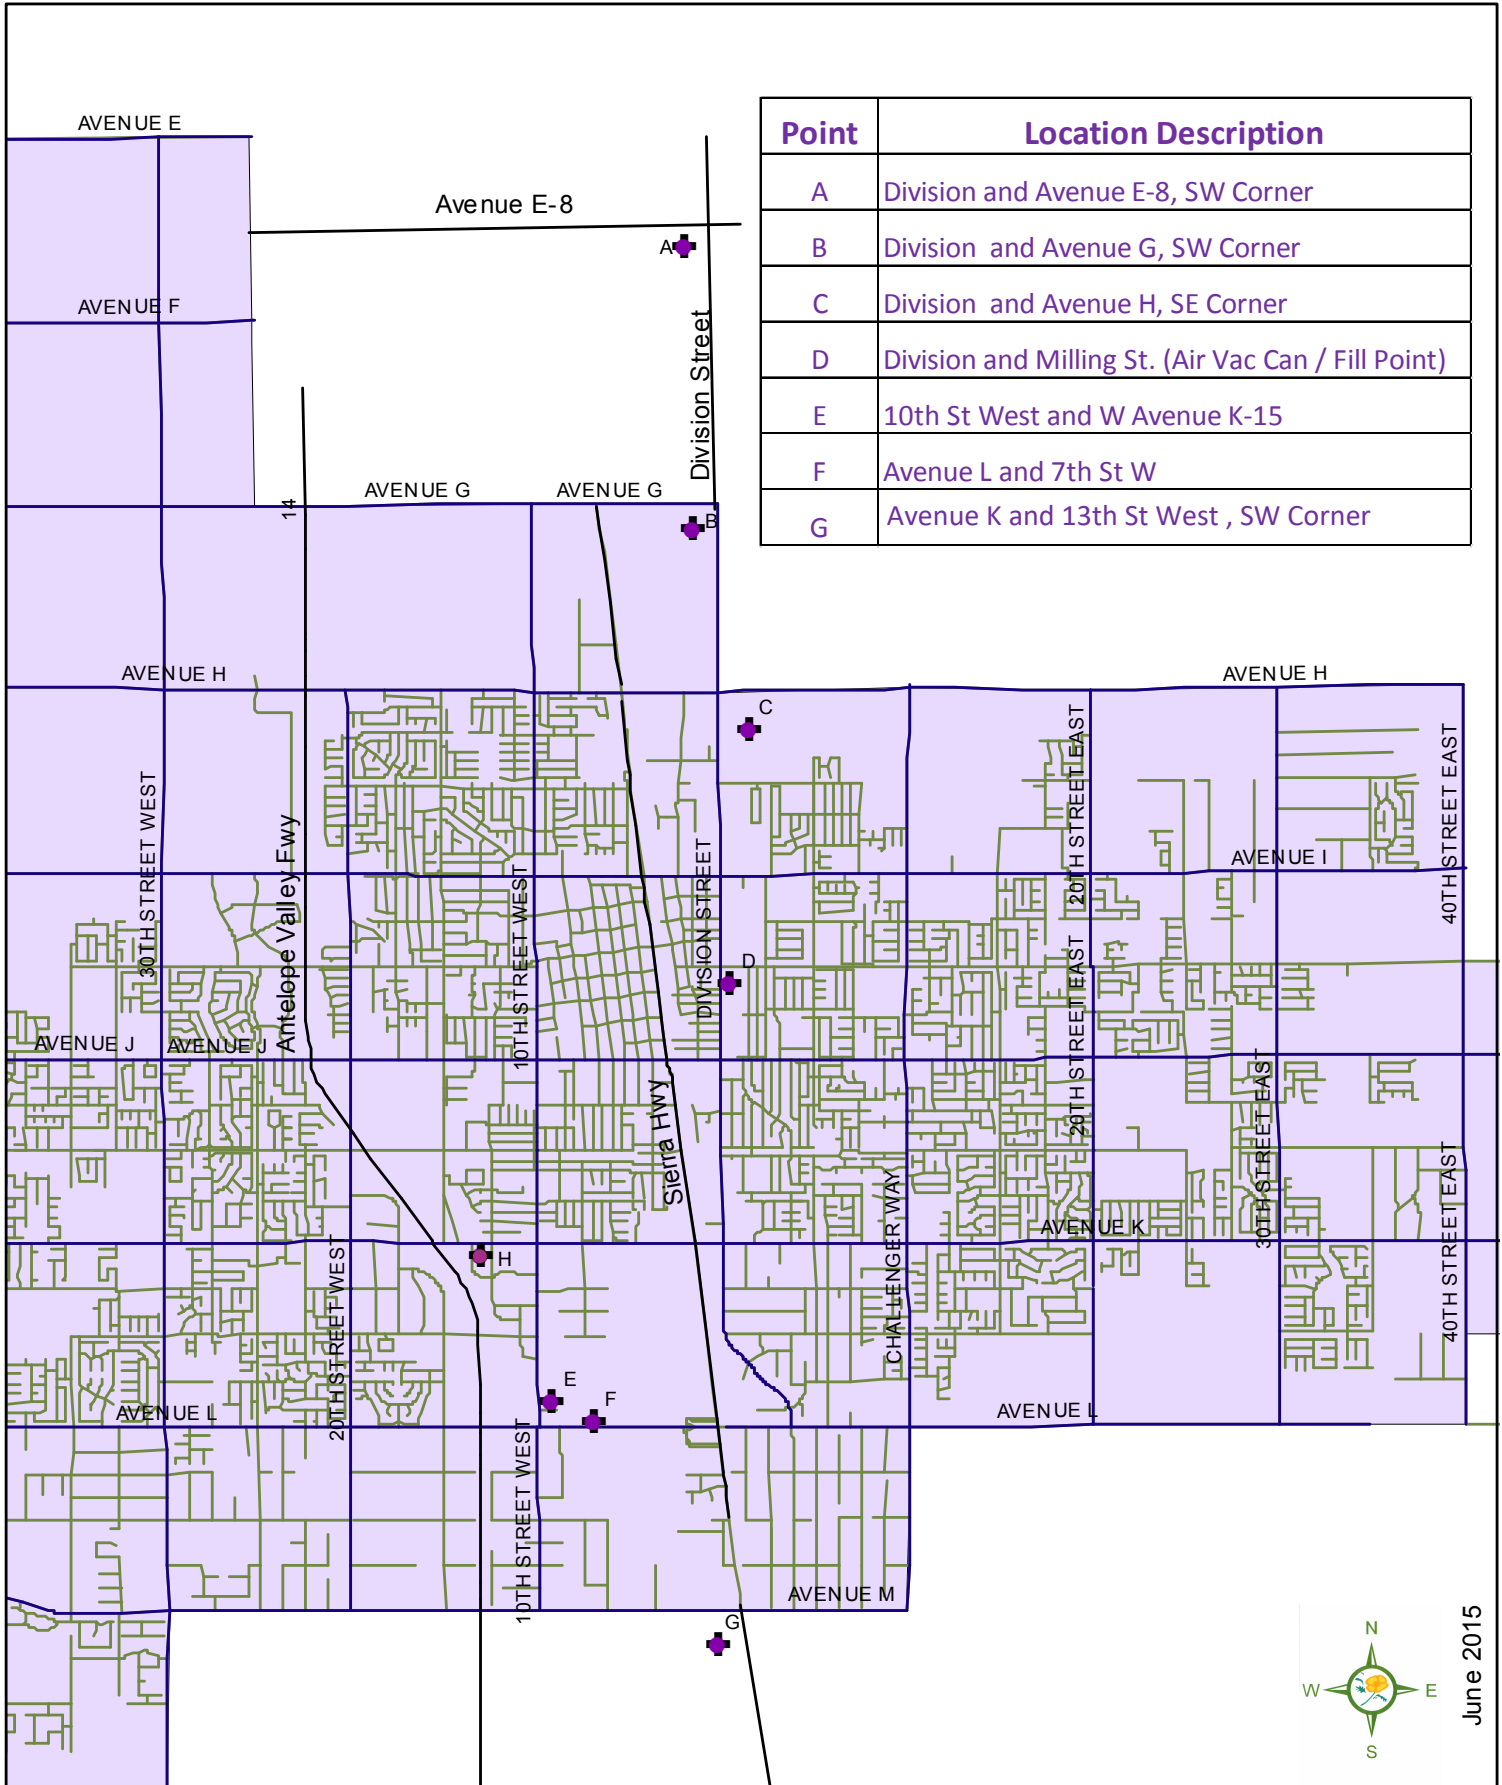 AVENUE E
Point Location Description
A Division and Avenue E-8, SW Corner
B Division and Avenue G, SW Corner
C Division and Avenue H, SE Corner
D Division and Milling St. (Air Vac Can / Fill Point)
E 10th St West and W Avenue K-15
F Avenue L and 7th St W
G Avenue K and 13th St West , SW Corner
Avenue E-8
A
AVENUE F
Division Street
14
AVENUE G
AVENUE G
B
AVENUE H
AVENUE H
C
30TH STREET WEST
Antelope Valley Fwy
10TH STREET WEST
DIVISION STREET
20TH STREET EAST
AVENUE I
40TH STREET EAST
D
20TH STREET EAST
AVENUE J
AVENUE J
Sierra Hwy
30TH STREET EAST
CHALLENGER WAY
AVENUE K
40TH STREET EAST
H
20TH STREET WEST
E
F
AVENUE L
AVENUE L
10TH STREET WEST
AVENUE M
G
N
W
E
S
June 2015